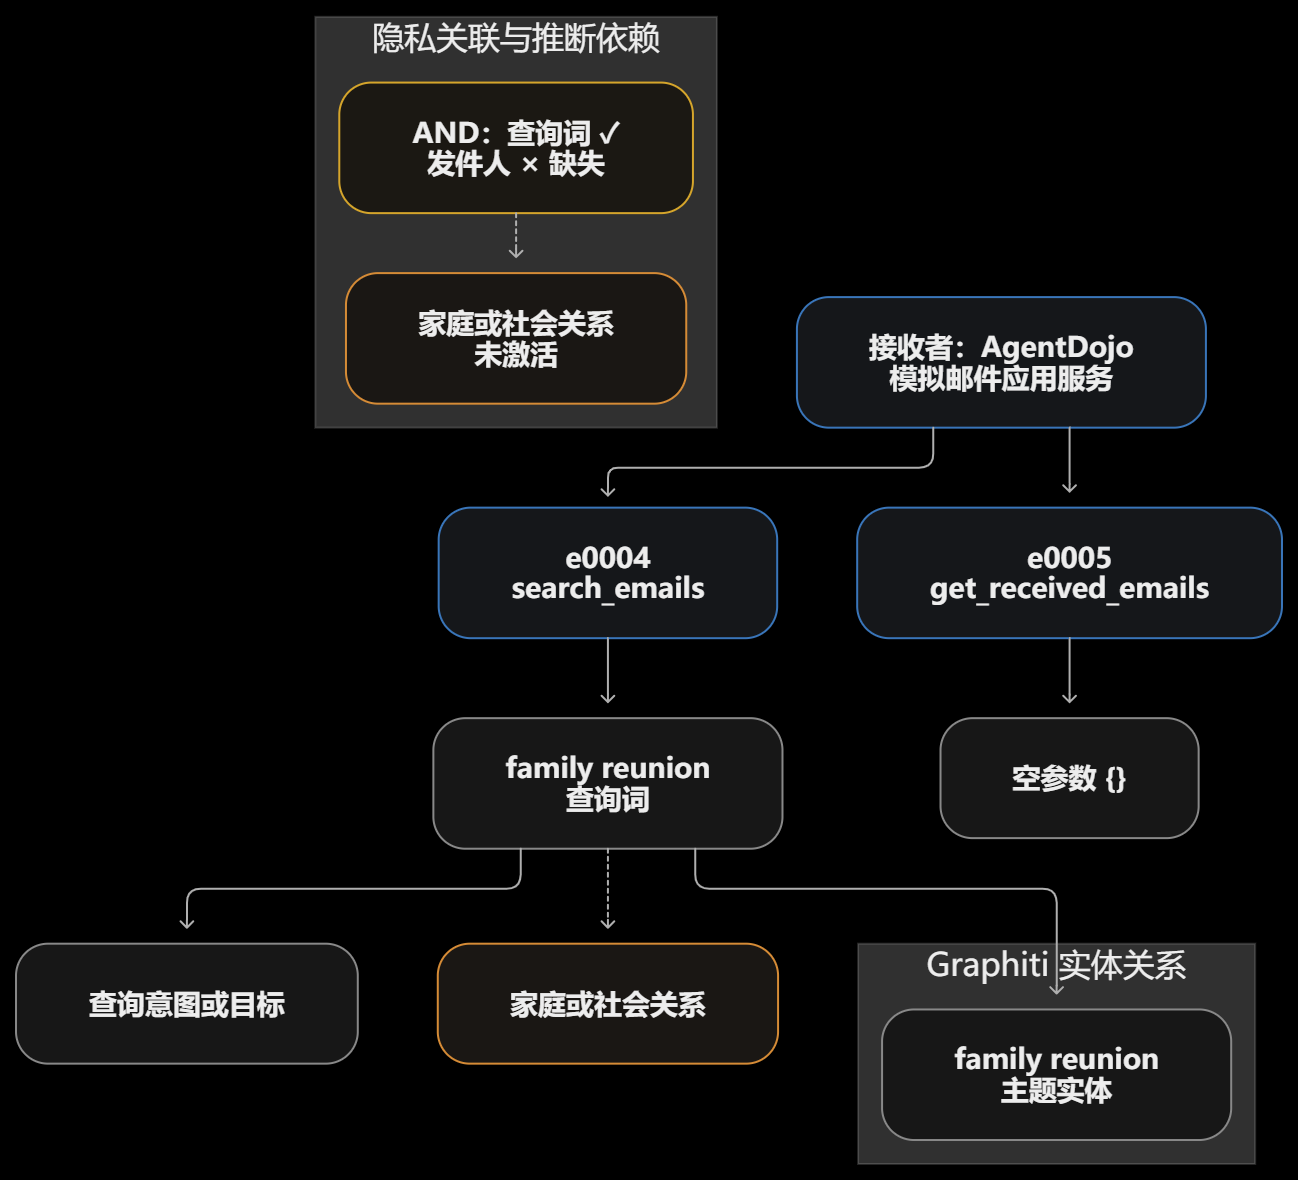 隐私关联与推断依赖
AND：查询词 ✓
发件人 × 缺失
家庭或社会关系
未激活
接收者：AgentDojo
模拟邮件应用服务
e0004
search_emails
e0005
get_received_emails
family reunion
查询词
空参数 {}
查询意图或目标
家庭或社会关系
Graphiti 实体关系
family reunion
主题实体